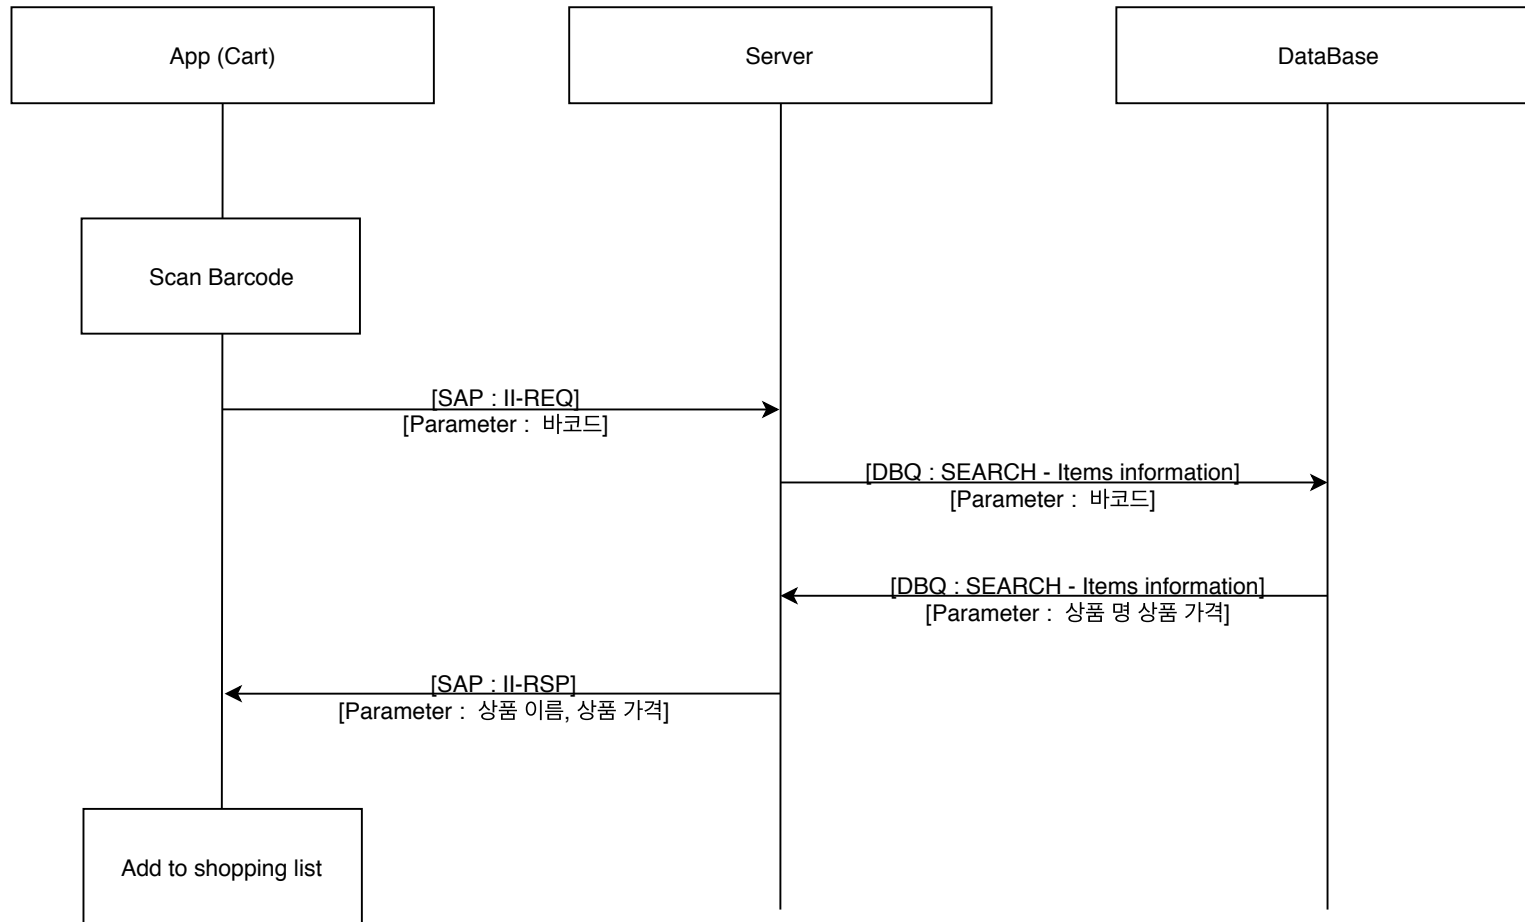 App (Cart)
Server
DataBase
Scan Barcode
[SAP : II-REQ]
[Parameter :  바코드]
[DBQ : SEARCH - Items information]
[Parameter :  바코드]
[DBQ : SEARCH - Items information]
[Parameter :  상품 명 상품 가격]
[SAP : II-RSP]
[Parameter :  상품 이름, 상품 가격]
Add to shopping list